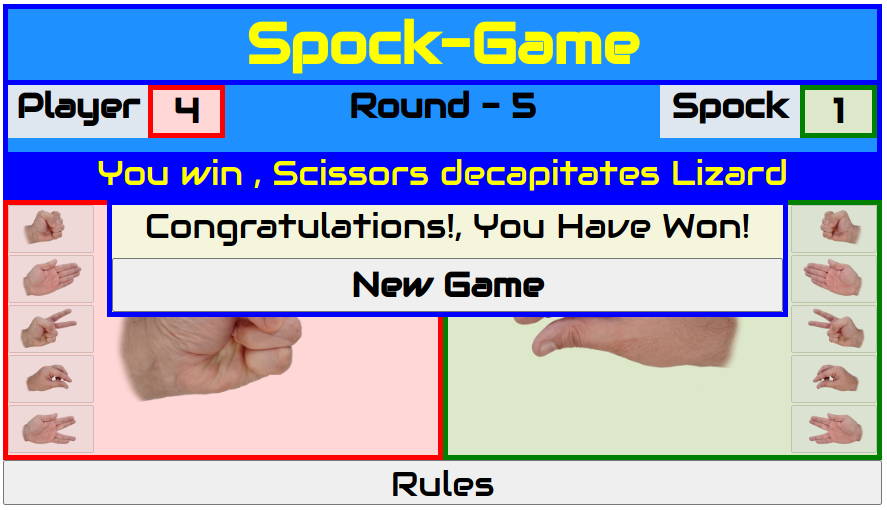 Spock-Game
Player 4 Round - 5 Spock 1
You win , Scissors decapitates Lizard
Congratulations!, You Have Won!
New Game
Rules